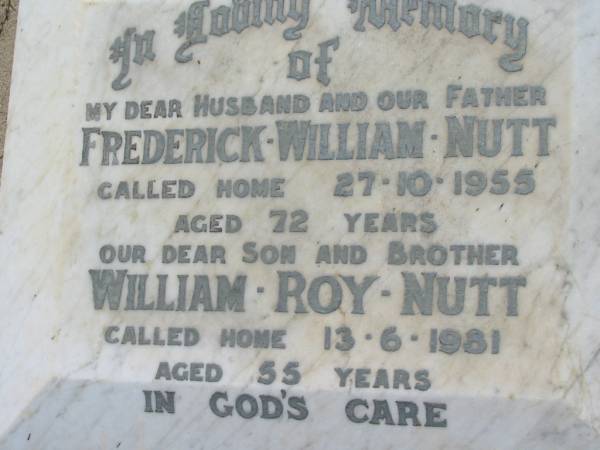 In Loving Memory
of
MY DEAR HUSBAND AND OUR FATHER
FREDERICK·WILLIAM·NUTT
CALLED HOME 27·10·1955
AGED 72 YEARS
OUR DEAR SON AND BROTHER
WILLIAM·ROY·NUTT
CALLED HOME 13·6·1981
AGED 55 YEARS
IN GOD'S CARE